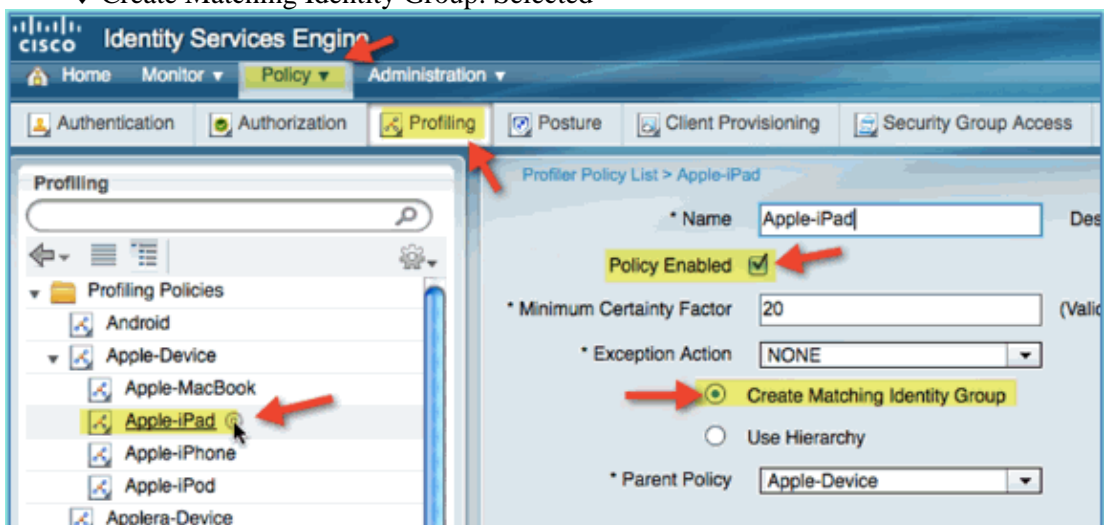 Create Matching Identity Group: Selected
CISCO Identity Services Engine
Home Monitor Policy Administration
Authentication Authorization Profiling Posture Client Provisioning Security Group Access
Profiling
Profiling Policies
Android
Apple-Device
Apple-MacBook
Apple-iPad
Apple-iPhone
Apple-iPod
Applera-Device
Profiler Policy List > Apple-iPad
* Name Apple-iPad Des
Policy Enabled
* Minimum Certainty Factor 20 (Valid
* Exception Action NONE
Create Matching Identity Group
Use Hierarchy
* Parent Policy Apple-Device